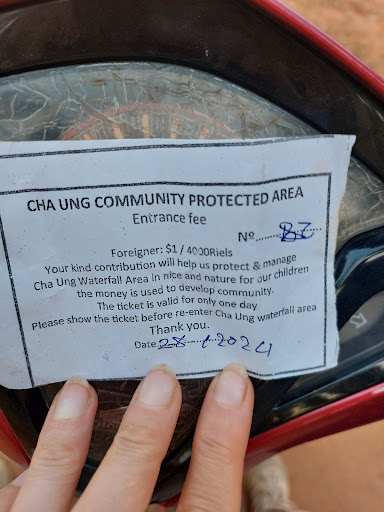 CHA UNG COMMUNITY PROTECTED AREA
Entrance fee
Nº.......82
Foreigner: $1 / 4000Riels
Your kind contribution will help us protect & manage
Cha Ung Waterfall Area in nice and nature for our children
the money is used to develop community.
The ticket is valid for only one day
Please show the ticket before re-enter Cha Ung waterfall area
Thank you.
Date:28..../.2024